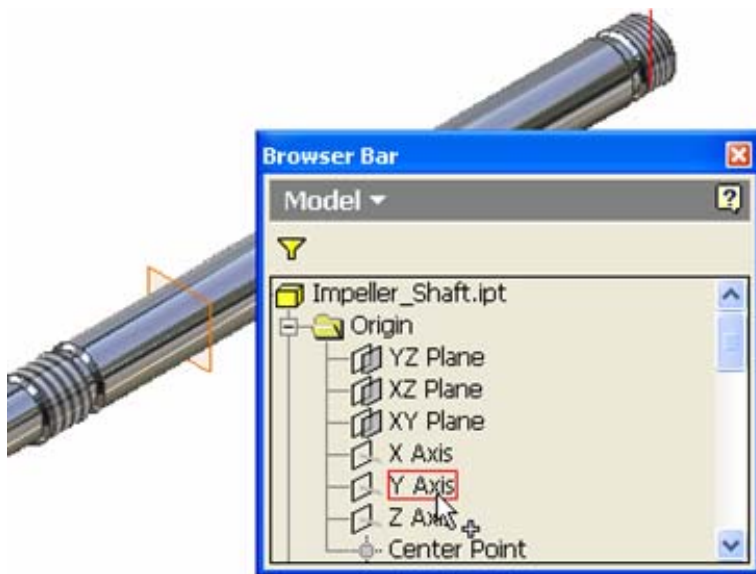 Browser Bar
Model
Impeller_Shaft.ipt
Origin
YZ Plane
XZ Plane
XY Plane
X Axis
Y Axis
Z Axis
Center Point